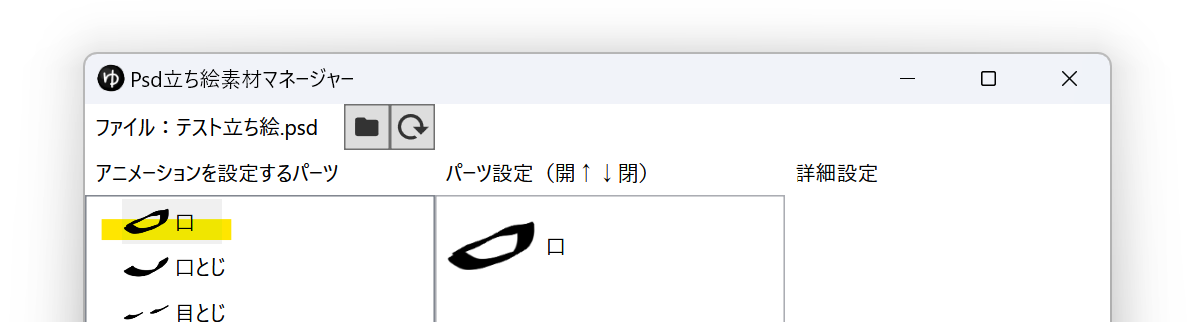 ゆ Psd立ち絵素材マネージャー
ファイル：テスト立ち絵.psd
アニメーションを設定するパーツ
パーツ設定（開↑↓閉）
詳細設定
口
口とじ
目とじ
口